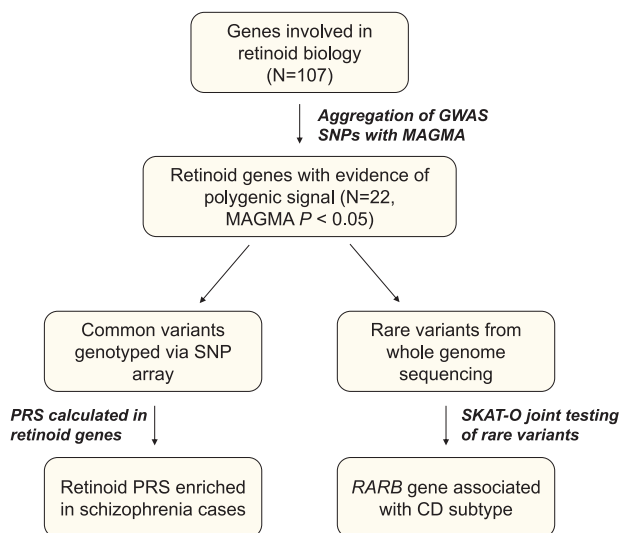 Genes involved in
retinoid biology
(N=107)
Aggregation of GWAS
SNPs with MAGMA
Retinoid genes with evidence of
polygenic signal (N=22,
MAGMA P < 0.05)
Common variants
genotyped via SNP
array
Rare variants from
whole genome
sequencing
PRS calculated in
retinoid genes
SKAT-O joint testing
of rare variants
Retinoid PRS enriched
in schizophrenia cases
RARB gene associated
with CD subtype